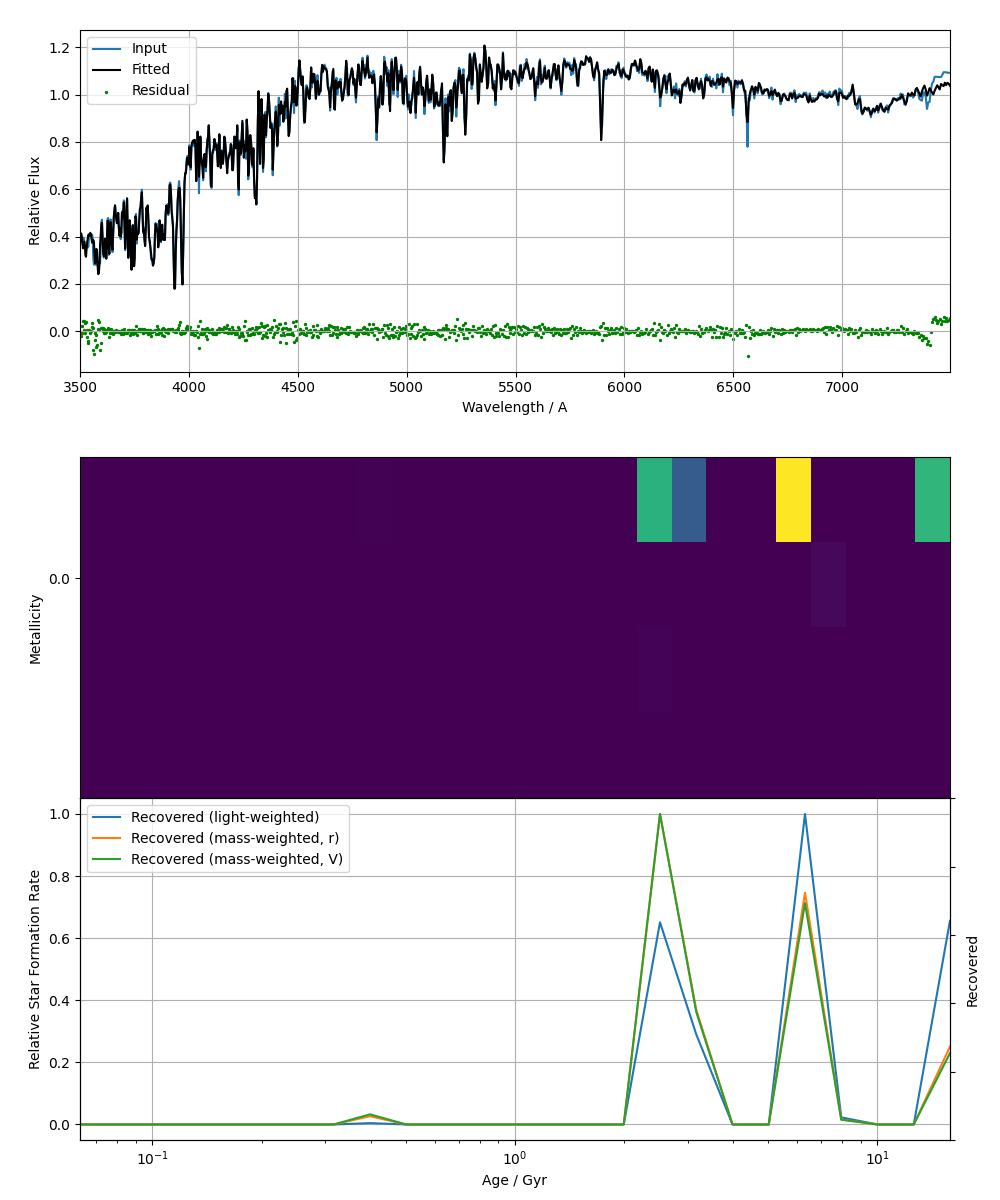 Input
Fitted
Residual
1.2
1.0
0.8
0.6
0.4
0.2
0.0
Relative Flux
3500 4000 4500 5000 5500 6000 6500 7000
Wavelength / A
0.0
Metallicity
Recovered (light-weighted)
Recovered (mass-weighted, r)
Recovered (mass-weighted, V)
1.0
0.8
0.6
0.4
0.2
0.0
Relative Star Formation Rate
Recovered
10⁻¹ 10⁰ 10¹
Age / Gyr